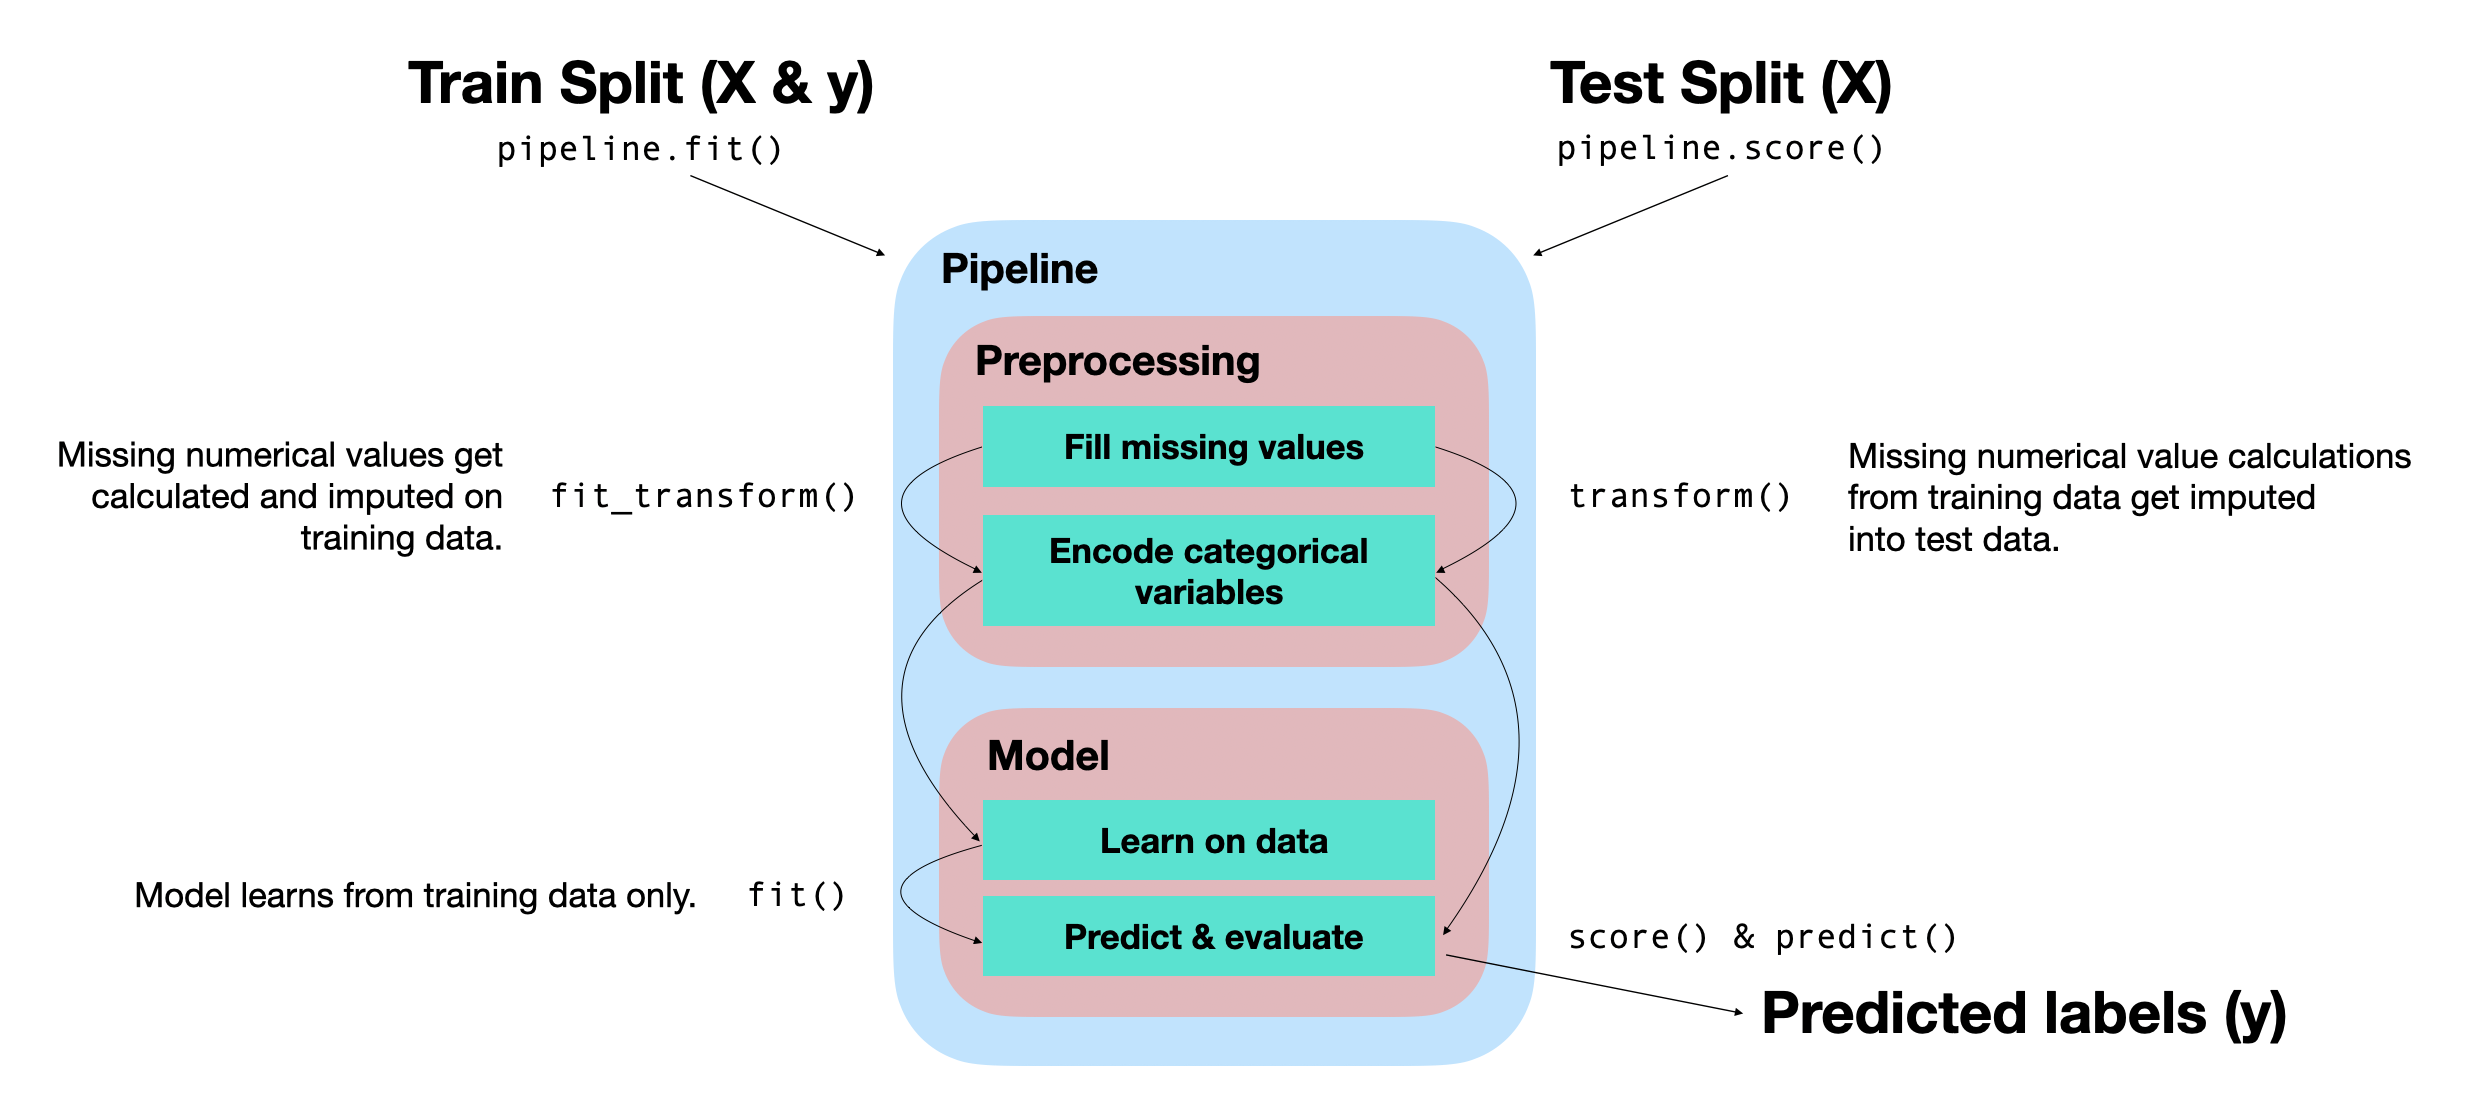 Train Split (X & y)
pipeline.fit()
Test Split (X)
pipeline.score()
Pipeline
Preprocessing
Fill missing values
Encode categorical
variables
Missing numerical values get
calculated and imputed on
training data.
fit_transform()
transform()
Missing numerical value calculations
from training data get imputed
into test data.
Model
Learn on data
Predict & evaluate
Model learns from training data only.
fit()
score() & predict()
Predicted labels (y)